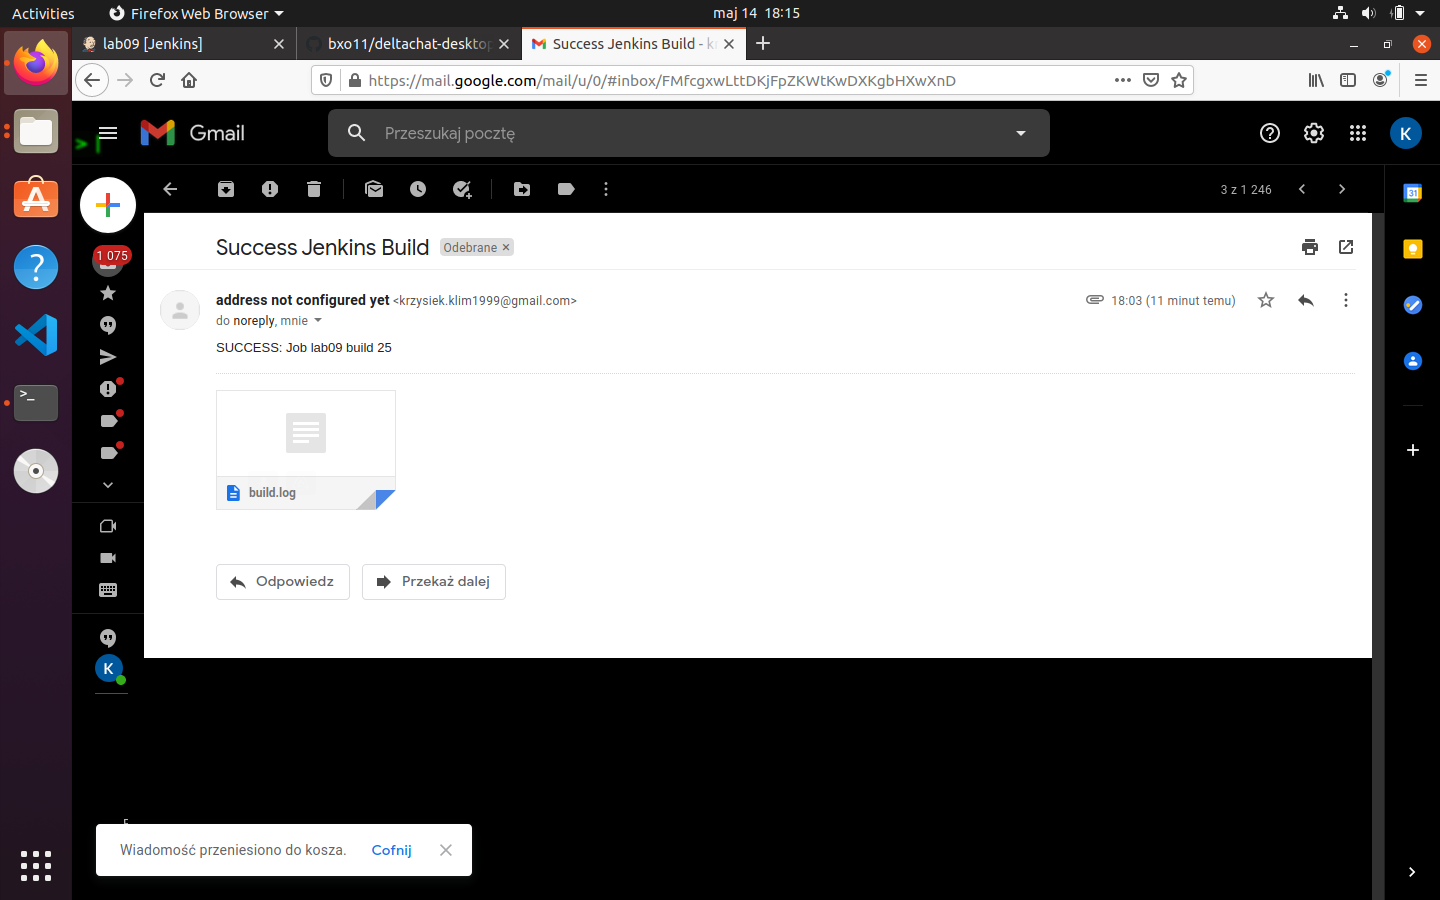 Activities
Firefox Web Browser
maj 14 18:15
lab09 [Jenkins]
bxo11/deltachat-desktop
Success Jenkins Build - k
https://mail.google.com/mail/u/0/#inbox/FMfcgxwLttDKjFpZKWtKwDXKgbHXwXnD
Gmail
Przeszukaj pocztę
K
3 z 1 246
31
1 075
Success Jenkins Build
Odebrane ×
address not configured yet <krzysiek.klim1999@gmail.com>
18:03 (11 minut temu)
do noreply, mnie
SUCCESS: Job lab09 build 25
build.log
Odpowiedz
Przekaż dalej
K
Wiadomość przeniesiono do kosza.
Cofnij